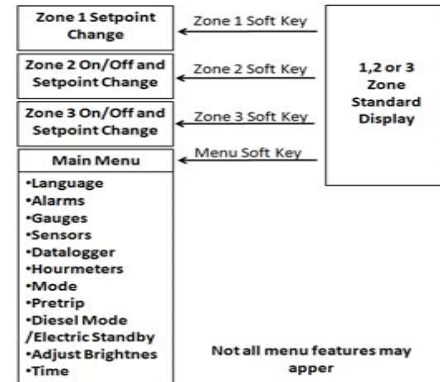 Zone 1 Setpoint
Change
Zone 1 Soft Key
Zone 2 On/Off and
Setpoint Change
Zone 2 Soft Key
Zone 3 On/Off and
Setpoint Change
Zone 3 Soft Key
1,2 or 3
Zone
Standard
Display
Main Menu
Menu Soft Key
•Language
•Alarms
•Gauges
•Sensors
•Datalogger
•Hourmeters
•Mode
•Pretrip
•Diesel Mode
/Electric Standby
•Adjust Brightnes
•Time
Not all menu features may
apper